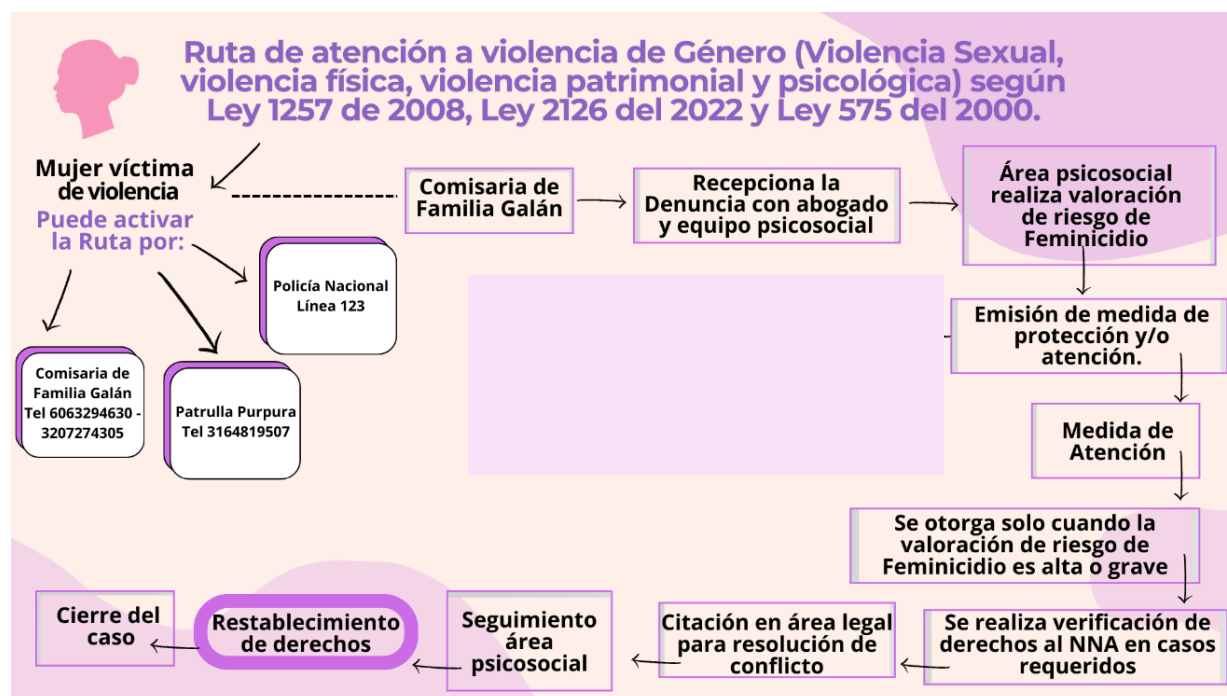 Ruta de atención a violencia de Género (Violencia Sexual,
violencia física, violencia patrimonial y psicológica) según
Ley 1257 de 2008, Ley 2126 del 2022 y Ley 575 del 2000.
Mujer víctima
de violencia
Puede activar
la Ruta por:
Comisaria de
Familia Galán
Tel 6063294630 -
3207274305
Patrulla Purpura
Tel 3164819507
Policía Nacional
Línea 123
Comisaria de
Familia Galán
Recepciona la
Denuncia con abogado
y equipo psicosocial
Área psicosocial
realiza valoración
de riesgo de
Feminicidio
Emisión de medida de
protección y/o
atención.
Medida de
Atención
Se otorga solo cuando la
valoración de riesgo de
Feminicidio es alta o grave
Se realiza verificación de
derechos al NNA en casos
requeridos
Citación en área legal
para resolución de
conflicto
Seguimiento
área
psicosocial
Restablecimiento
de derechos
Cierre del
caso